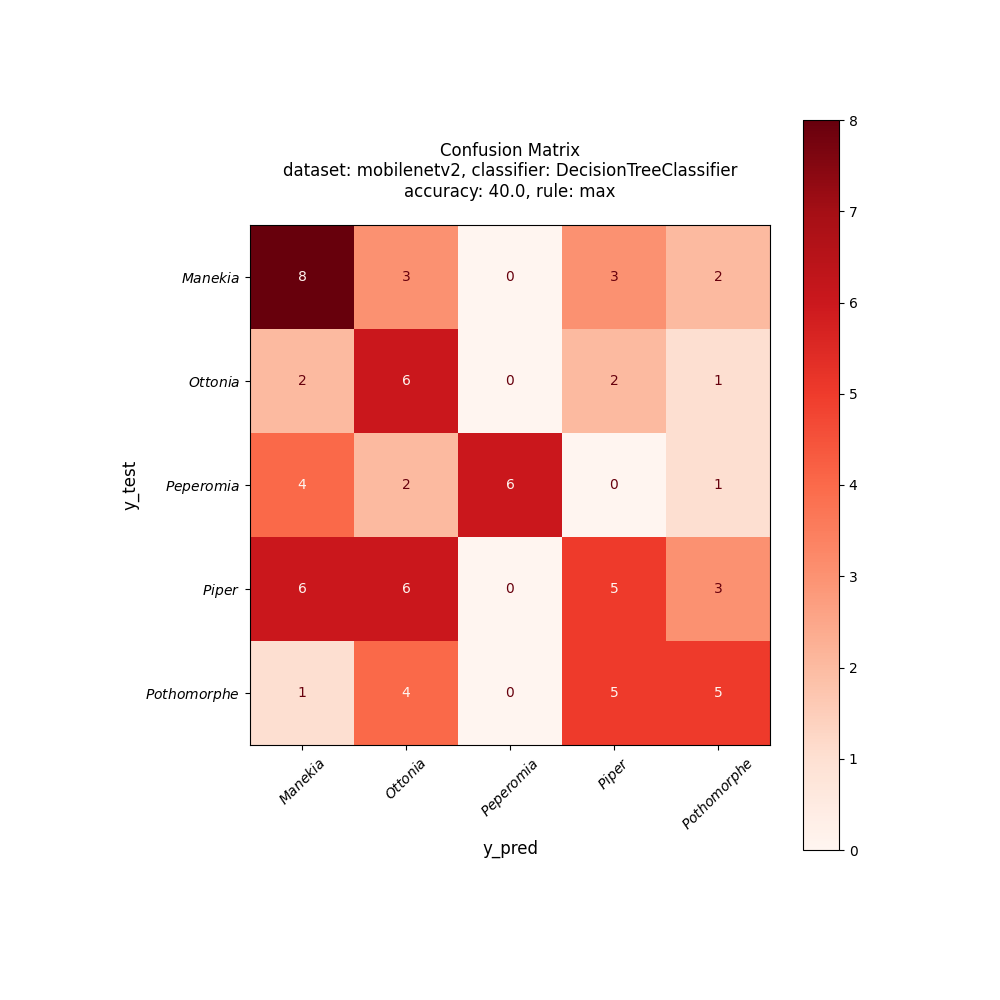 Confusion Matrix
dataset: mobilenetv2, classifier: DecisionTreeClassifier
accuracy: 40.0, rule: max
y_test
Manekia 8 3 0 3 2
Ottonia 2 6 0 2 1
Peperomia 4 2 6 0 1
Piper 6 6 0 5 3
Pothomorphe 1 4 0 5 5
Manekia Ottonia Peperomia Piper Pothomorphe
y_pred
8
7
6
5
4
3
2
1
0